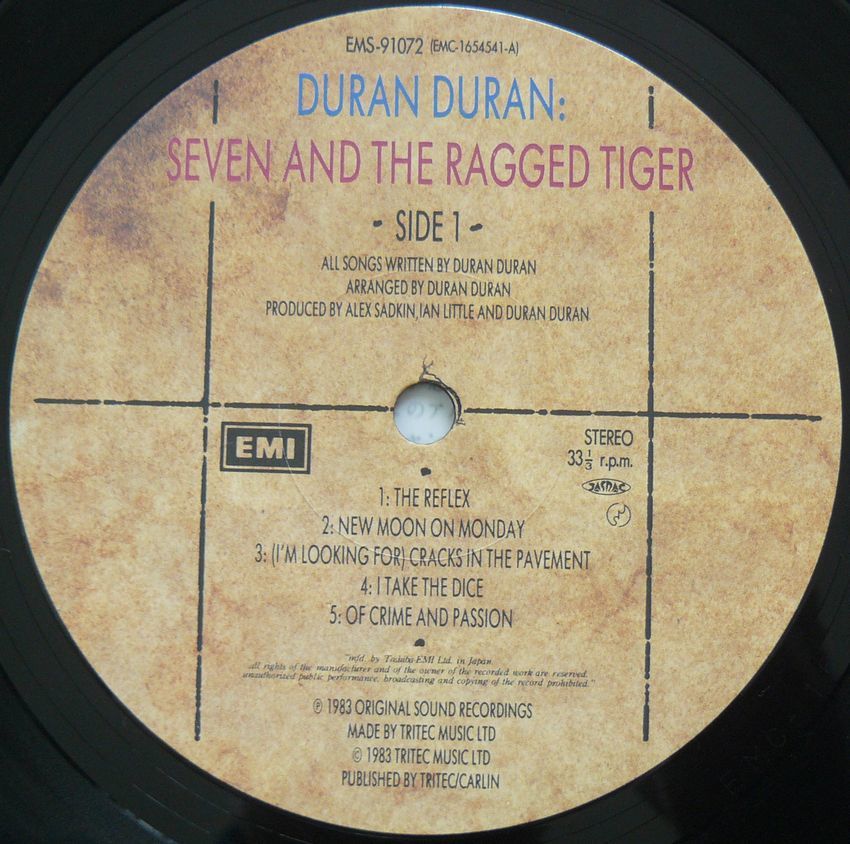 EMS-91072 (EMC-1654541-A)
DURAN DURAN:
SEVEN AND THE RAGGED TIGER
- SIDE 1 -
ALL SONGS WRITTEN BY DURAN DURAN
ARRANGED BY DURAN DURAN
PRODUCED BY ALEX SADKIN, IAN LITTLE AND DURAN DURAN
EMI
STEREO
33 1/3 r.p.m.
JASRAC
1: THE REFLEX
2: NEW MOON ON MONDAY
3: (I'M LOOKING FOR) CRACKS IN THE PAVEMENT
4: I TAKE THE DICE
5: OF CRIME AND PASSION
"mfd. by Toshiba-EMI Ltd. in Japan.
all rights of the manufacturer and of the owner of the recorded work are reserved.
unauthorized public performance, broadcasting and copying of the record prohibited."
℗ 1983 ORIGINAL SOUND RECORDINGS
MADE BY TRITEC MUSIC LTD
© 1983 TRITEC MUSIC LTD
PUBLISHED BY TRITEC/CARLIN